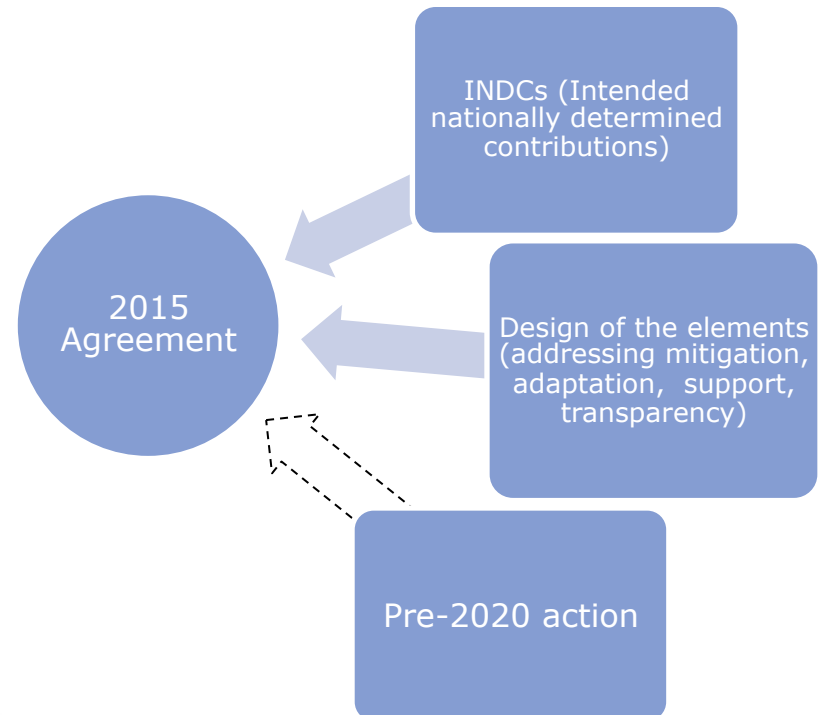 INDCs (Intended
nationally determined
contributions)
2015
Agreement
Design of the elements
(addressing mitigation,
adaptation, support,
transparency)
Pre-2020 action